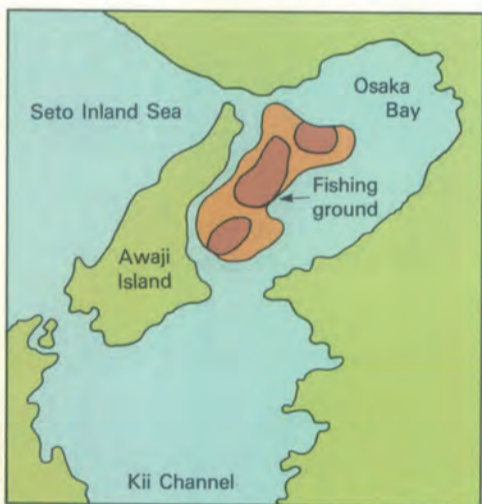 Seto Inland Sea
Osaka
Bay
Fishing
ground
Awaji
Island
Kii Channel